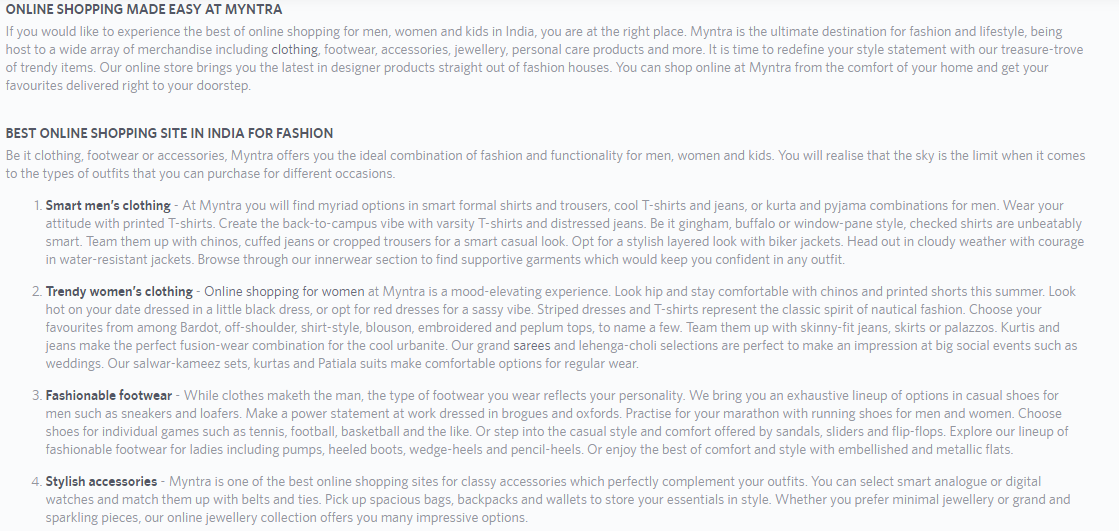 ONLINE SHOPPING MADE EASY AT MYNTRA
If you would like to experience the best of online shopping for men, women and kids in India, you are at the right place. Myntra is the ultimate destination for fashion and lifestyle, being
host to a wide array of merchandise including clothing, footwear, accessories, jewellery, personal care products and more. It is time to redefine your style statement with our treasure-trove
of trendy items. Our online store brings you the latest in designer products straight out of fashion houses. You can shop online at Myntra from the comfort of your home and get your
favourites delivered right to your doorstep.
BEST ONLINE SHOPPING SITE IN INDIA FOR FASHION
Be it clothing, footwear or accessories, Myntra offers you the ideal combination of fashion and functionality for men, women and kids. You will realise that the sky is the limit when it comes
to the types of outfits that you can purchase for different occasions.
1. Smart men's clothing - At Myntra you will find myriad options in smart formal shirts and trousers, cool T-shirts and jeans, or kurta and pyjama combinations for men. Wear your
attitude with printed T-shirts. Create the back-to-campus vibe with varsity T-shirts and distressed jeans. Be it gingham, buffalo or window-pane style, checked shirts are unbeatably
smart. Team them up with chinos, cuffed jeans or cropped trousers for a smart casual look. Opt for a stylish layered look with biker jackets. Head out in cloudy weather with courage
in water-resistant jackets. Browse through our innerwear section to find supportive garments which would keep you confident in any outfit.
2. Trendy women's clothing - Online shopping for women at Myntra is a mood-elevating experience. Look hip and stay comfortable with chinos and printed shorts this summer. Look
hot on your date dressed in a little black dress, or opt for red dresses for a sassy vibe. Striped dresses and T-shirts represent the classic spirit of nautical fashion. Choose your
favourites from among Bardot, off-shoulder, shirt-style, blouson, embroidered and peplum tops, to name a few. Team them up with skinny-fit jeans, skirts or palazzos. Kurtis and
jeans make the perfect fusion-wear combination for the cool urbanite. Our grand sarees and lehenga-choli selections are perfect to make an impression at big social events such as
weddings. Our salwar-kameez sets, kurtas and Patiala suits make comfortable options for regular wear.
3. Fashionable footwear - While clothes maketh the man, the type of footwear you wear reflects your personality. We bring you an exhaustive lineup of options in casual shoes for
men such as sneakers and loafers. Make a power statement at work dressed in brogues and oxfords. Practise for your marathon with running shoes for men and women. Choose
shoes for individual games such as tennis, football, basketball and the like. Or step into the casual style and comfort offered by sandals, sliders and flip-flops. Explore our lineup of
fashionable footwear for ladies including pumps, heeled boots, wedge-heels and pencil-heels. Or enjoy the best of comfort and style with embellished and metallic flats.
4. Stylish accessories - Myntra is one of the best online shopping sites for classy accessories which perfectly complement your outfits. You can select smart analogue or digital
watches and match them up with belts and ties. Pick up spacious bags, backpacks and wallets to store your essentials in style. Whether you prefer minimal jewellery or grand and
sparkling pieces, our online jewellery collection offers you many impressive options.